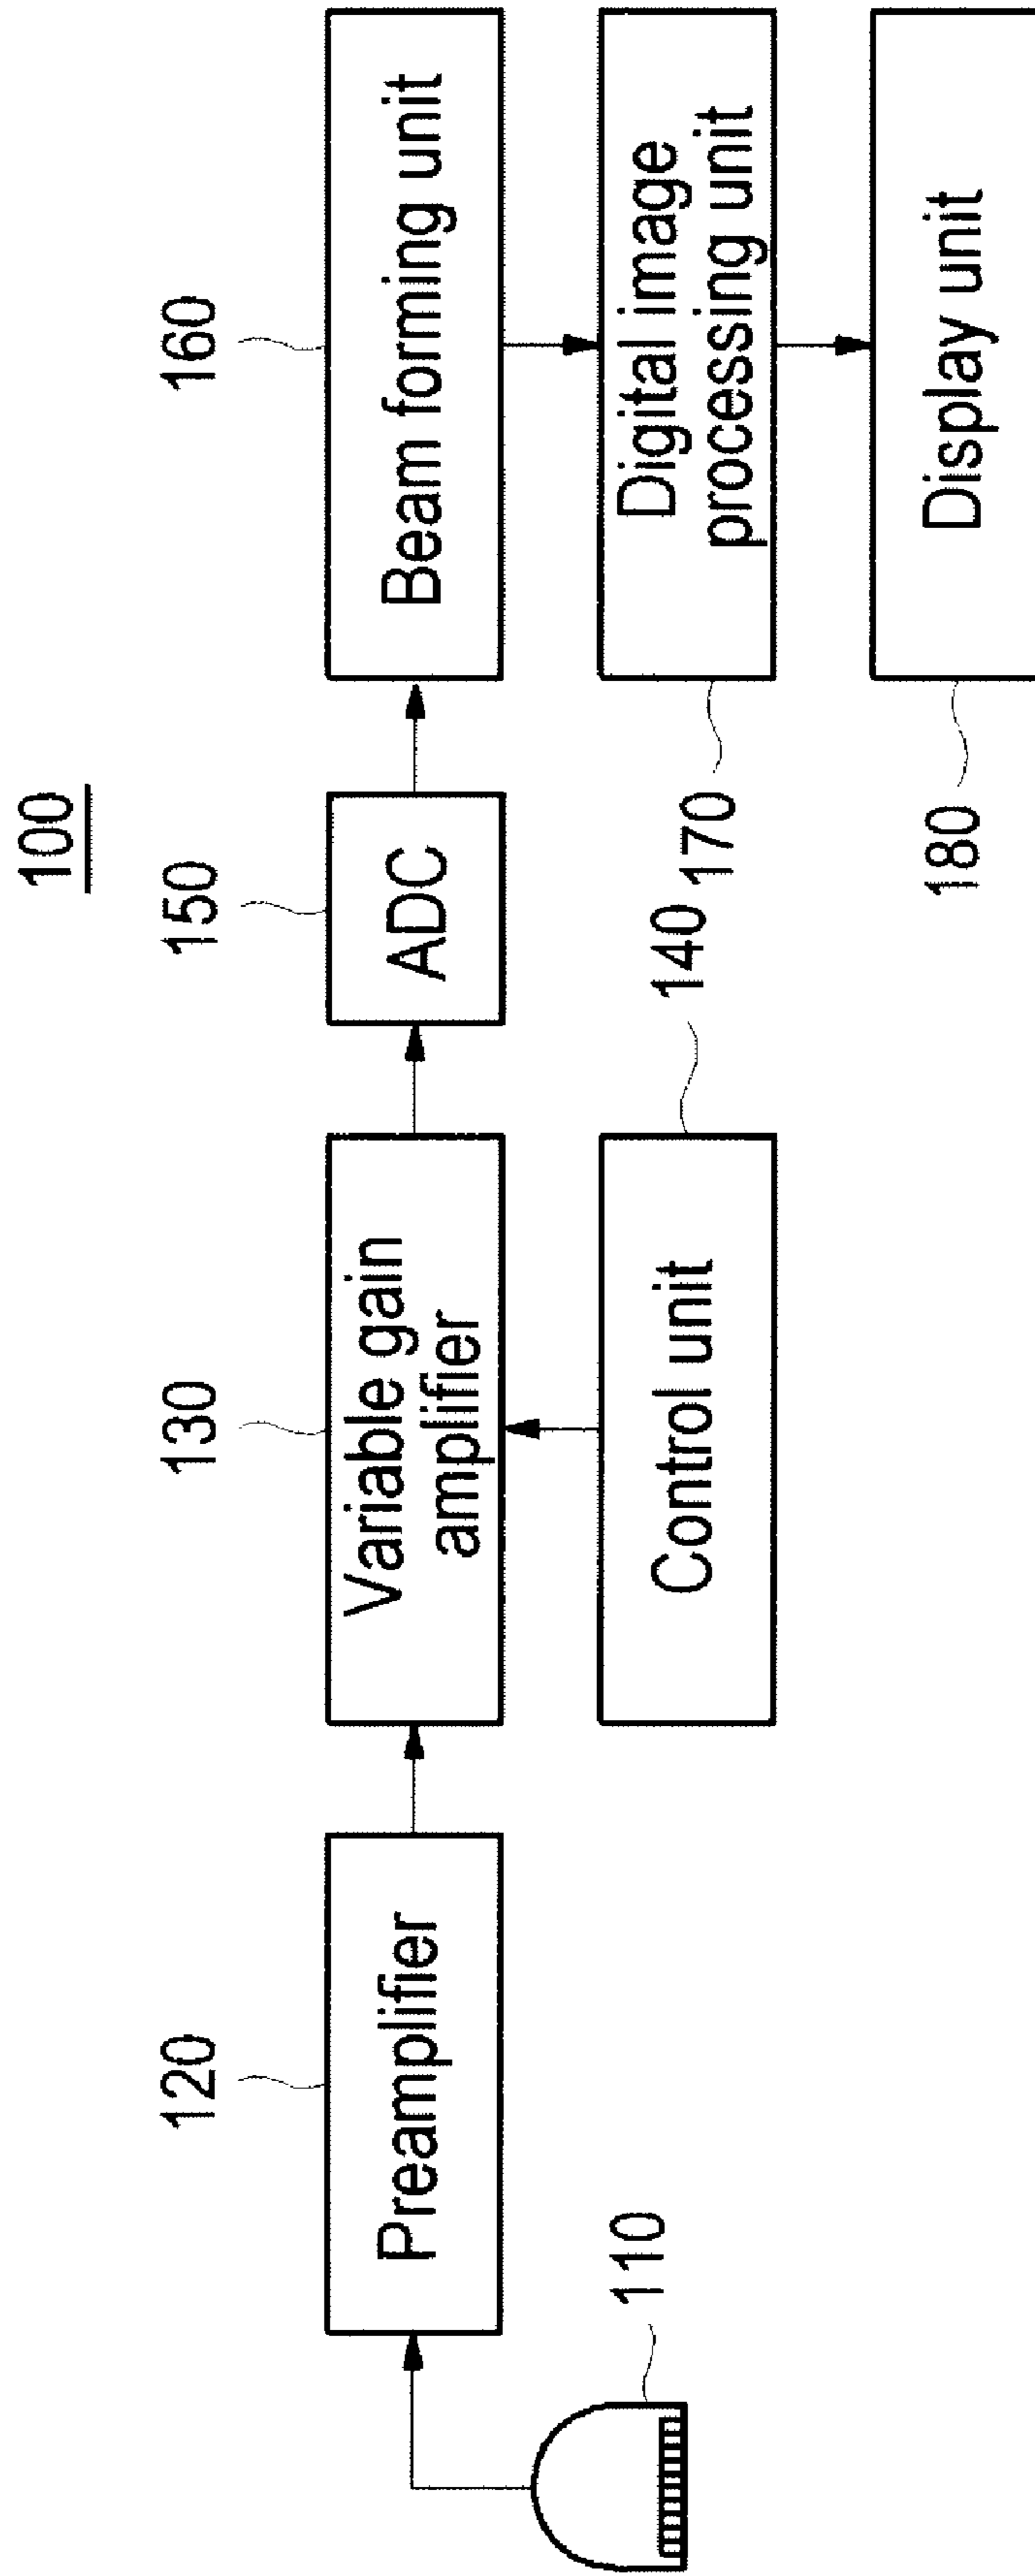 100
120
130
150
160
Preamplifier
Variable gain
amplifier
ADC
Beam forming unit
110
Control unit
140
170
Digital image
processing unit
180
Display unit